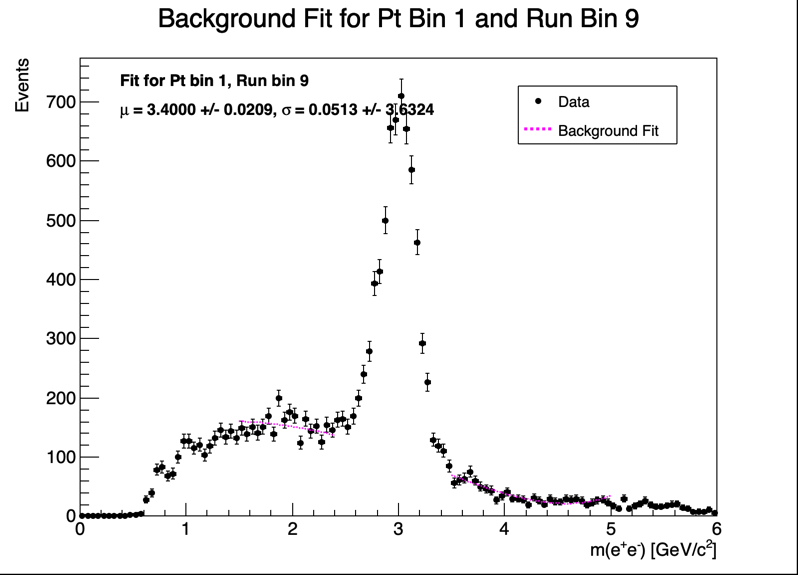 Background Fit for Pt Bin 1 and Run Bin 9
Events
Fit for Pt bin 1, Run bin 9
μ = 3.4000 +/- 0.0209, σ = 0.0513 +/- 3.6324
Data
Background Fit
700
600
500
400
300
200
100
0
0 1 2 3 4 5 6
m(e⁺e⁻) [GeV/c²]